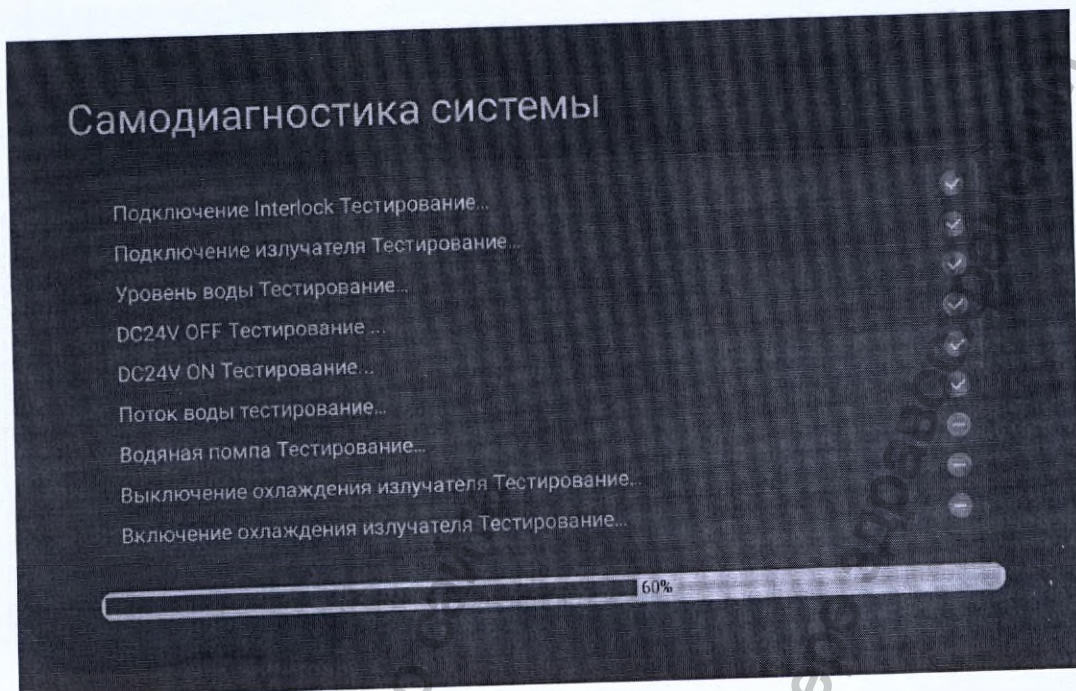 Самодиагностика системы
Подключение Interlock Тестирование...
Подключение излучателя Тестирование...
Уровень воды Тестирование...
DC24V OFF Тестирование ...
DC24V ON Тестирование...
Поток воды тестирование...
Водяная помпа Тестирование...
Выключение охлаждения излучателя Тестирование...
Включение охлаждения излучателя Тестирование...
60%